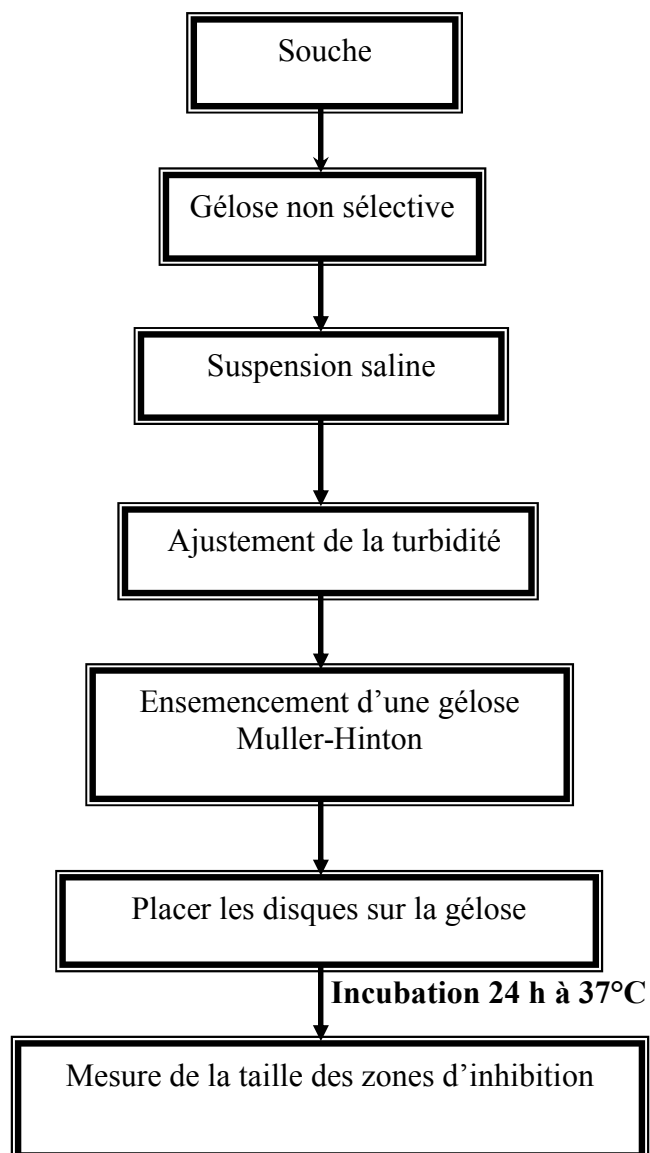 Souche
Gélose non sélective
Suspension saline
Ajustement de la turbidité
Ensemencement d’une gélose
Muller-Hinton
Placer les disques sur la gélose
Incubation 24 h à 37°C
Mesure de la taille des zones d’inhibition